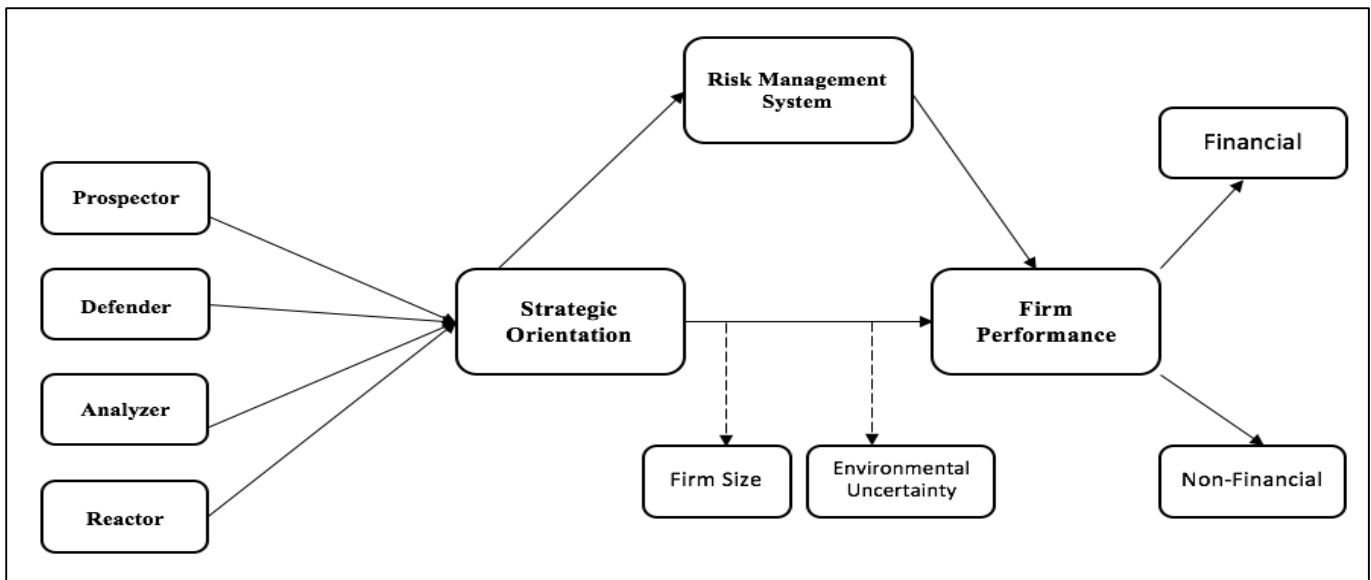 Risk Management
System
Financial
Prospector
Defender
Strategic
Orientation
Firm
Performance
Analyzer
Firm Size
Environmental
Uncertainty
Non-Financial
Reactor